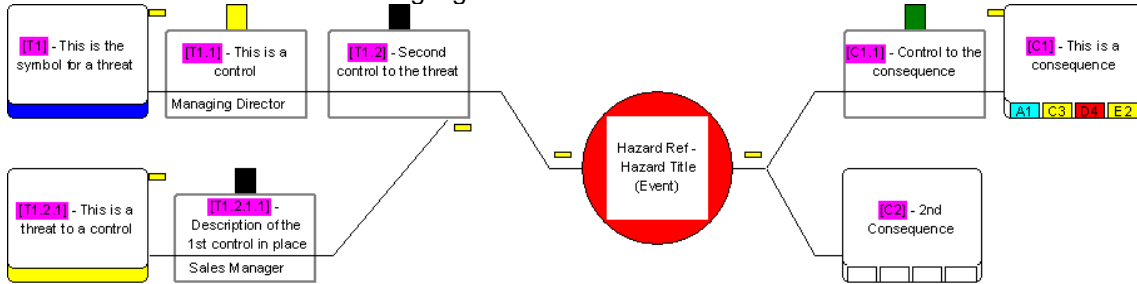 [T1] - This is the
symbol for a threat
[T1.1] - This is a
control
Managing Director
[T1.2] - Second
control to the threat
[C1.1] - Control to the
consequence
[C1] - This is a
consequence
A1 C3 D4 E2
Hazard Ref -
Hazard Title
(Event)
[T1.2.1] - This is a
threat to a control
[T1.2.1.1] -
Description of the
1st control in place
Sales Manager
[C2] - 2nd
Consequence